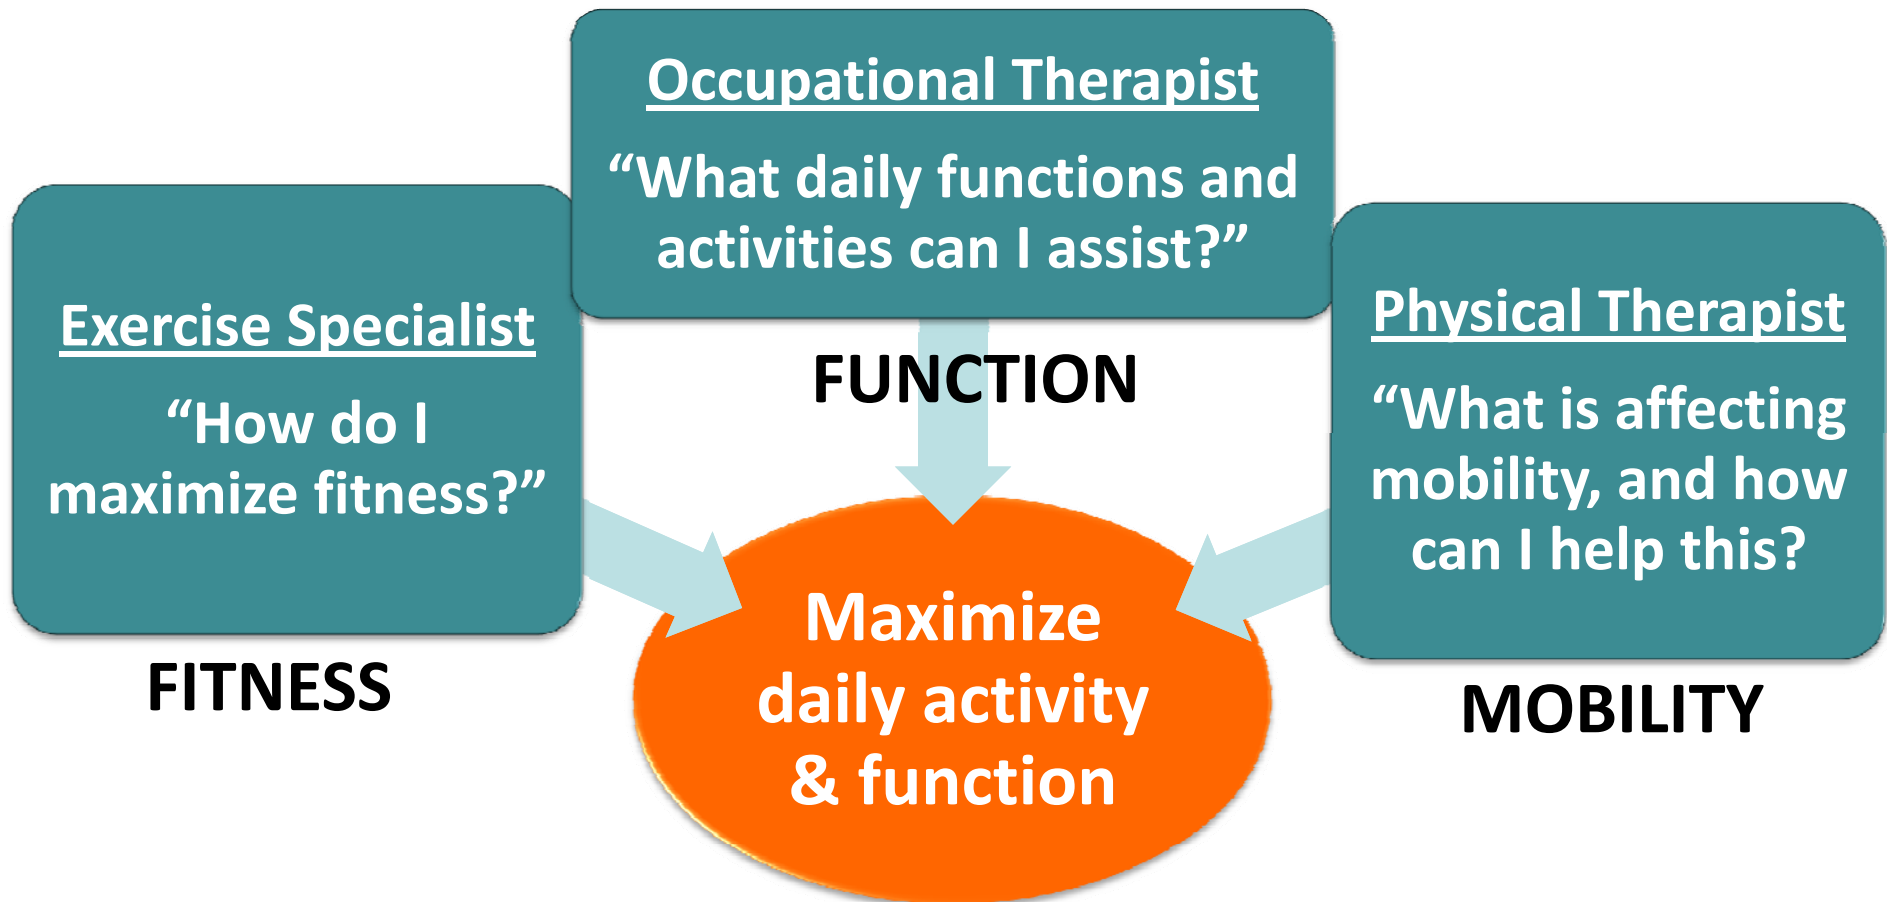 Occupational Therapist
“What daily functions and
activities can I assist?”
FUNCTION
Exercise Specialist
“How do I
maximize fitness?”
FITNESS
Physical Therapist
“What is affecting
mobility, and how
can I help this?
MOBILITY
Maximize
daily activity
& function